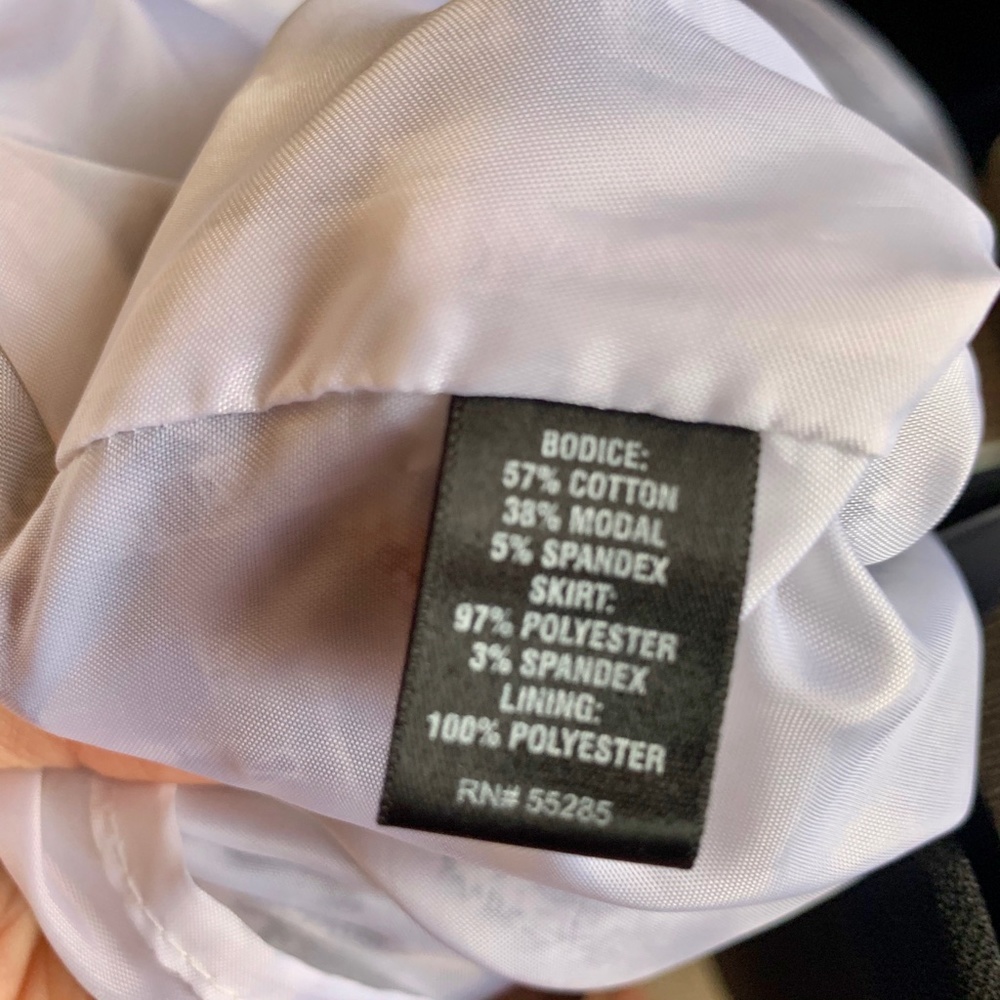 BODICE:
57% COTTON
38% MODAL
5% SPANDEX
SKIRT:
97% POLYESTER
3% SPANDEX
LINING:
100% POLYESTER
RN# 55285